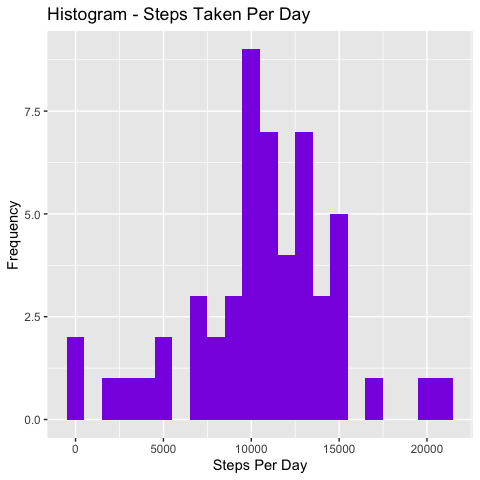 Histogram - Steps Taken Per Day
7.5
5.0
2.5
0.0
Frequency
0 5000 10000 15000 20000
Steps Per Day